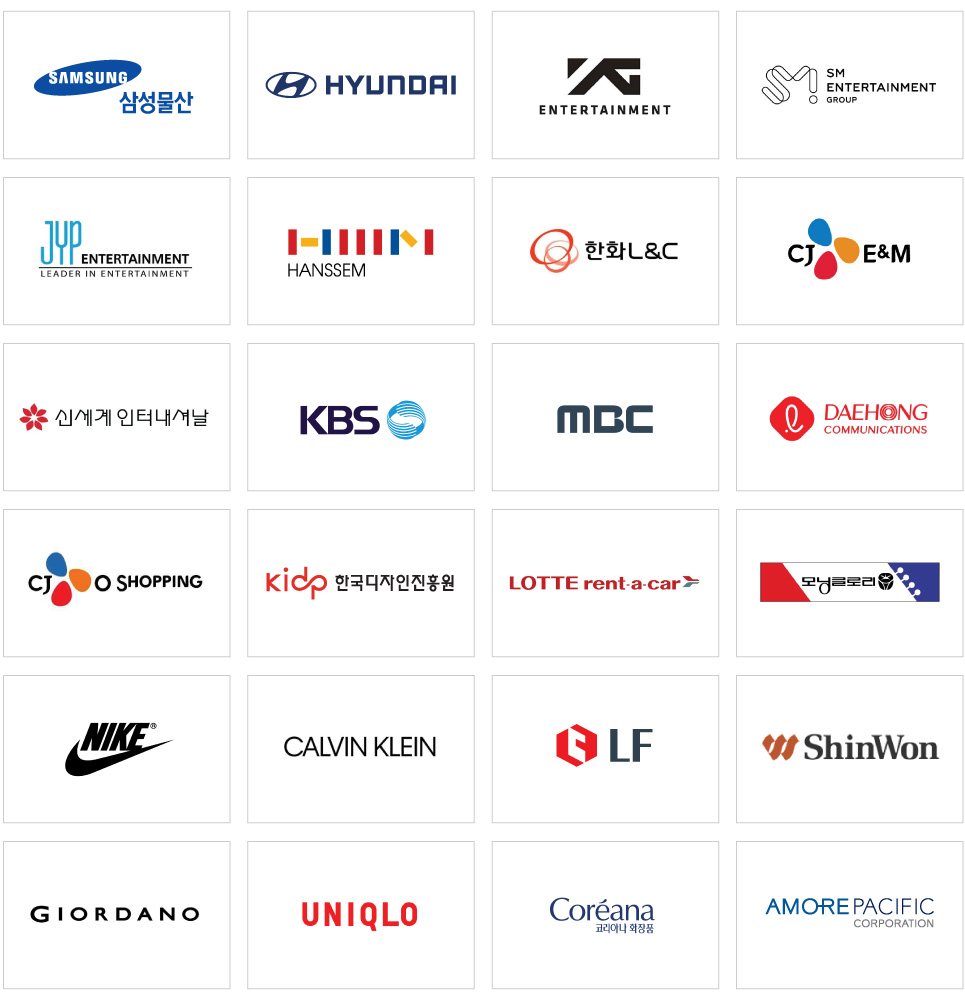 SAMSUNG
삼성물산
HYUNDAI
YG
ENTERTAINMENT
SM
SM
ENTERTAINMENT
GROUP
JYP ENTERTAINMENT
LEADER IN ENTERTAINMENT
HANSSEM
HANSSEM
한화L&C
CJ E&M
신세계인터내셔날
KBS
MBC
DAEHONG
COMMUNICATIONS
CJ O SHOPPING
kidp 한국디자인진흥원
LOTTE rent-a-car
모닝글로리
NIKE®
CALVIN KLEIN
LF
ShinWon
GIORDANO
UNIQLO
Coréana
코리아나 화장품
AMOREPACIFIC
CORPORATION